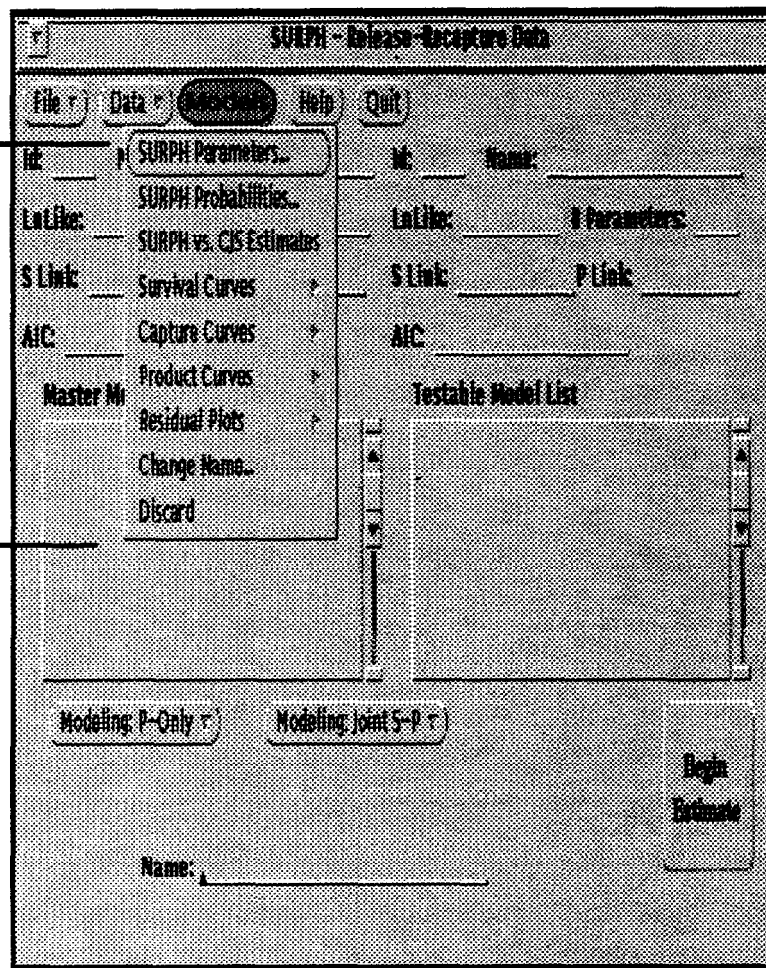 SURPH - Release-Recapture Data
File Data Models Help Quit
Id: P Id: Name:
SURPH Parameters...
SURPH Probabilities...
LnLike: LnLike: # Parameters:
SURPH vs. CJS Estimates
S Link: S Link: P Link:
Survival Curves
AIC: Capture Curves AIC:
Product Curves
Master Mo Testable Model List
Residual Plots
Change Name...
Discard
Modeling: P-Only Modeling: Joint S-P
Begin
Estimate
Name: